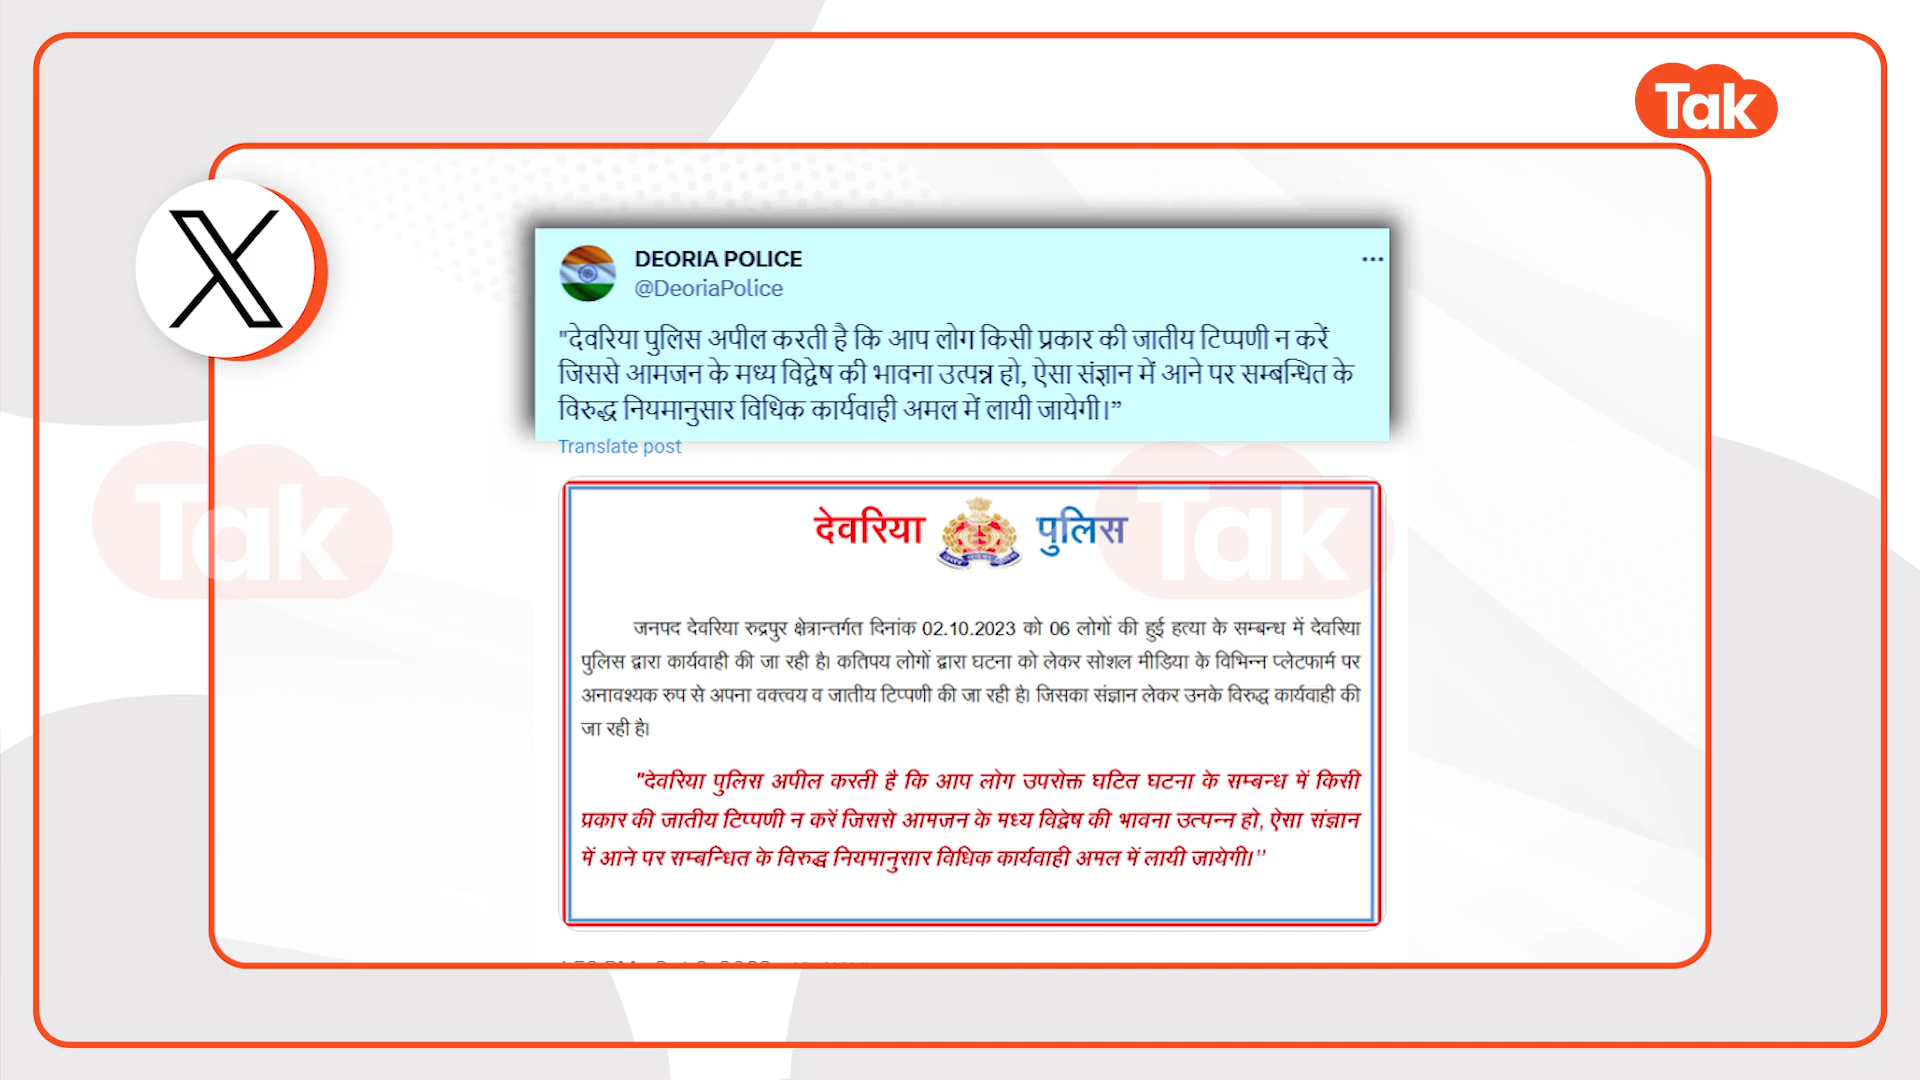 Tak
DEORIA POLICE
@DeoriaPolice
"देवरिया पुलिस अपील करती है कि आप लोग किसी प्रकार की जातीय टिप्पणी न करें
जिससे आमजन के मध्य विद्वेष की भावना उत्पन्न हो, ऐसा संज्ञान में आने पर सम्बन्धित के
विरुद्ध नियमानुसार विधिक कार्यवाही अमल में लायी जायेगी।”
Translate post
देवरिया पुलिस
Tak
Tak
जनपद देवरिया रुद्रपुर क्षेत्रान्तर्गत दिनांक 02.10.2023 को 06 लोगों की हुई हत्या के सम्बन्ध में देवरिया
पुलिस द्वारा कार्यवाही की जा रही है। कतिपय लोगों द्वारा घटना को लेकर सोशल मीडिया के विभिन्न प्लेटफार्म पर
अनावश्यक रुप से अपना वक्त्वय व जातीय टिप्पणी की जा रही है। जिसका संज्ञान लेकर उनके विरुद्ध कार्यवाही की
जा रही है।
"देवरिया पुलिस अपील करती है कि आप लोग उपरोक्त घटित घटना के सम्बन्ध में किसी
प्रकार की जातीय टिप्पणी न करें जिससे आमजन के मध्य विद्वेष की भावना उत्पन्न हो, ऐसा संज्ञान
में आने पर सम्बन्धित के विरुद्ध नियमानुसार विधिक कार्यवाही अमल में लायी जायेगी।’’